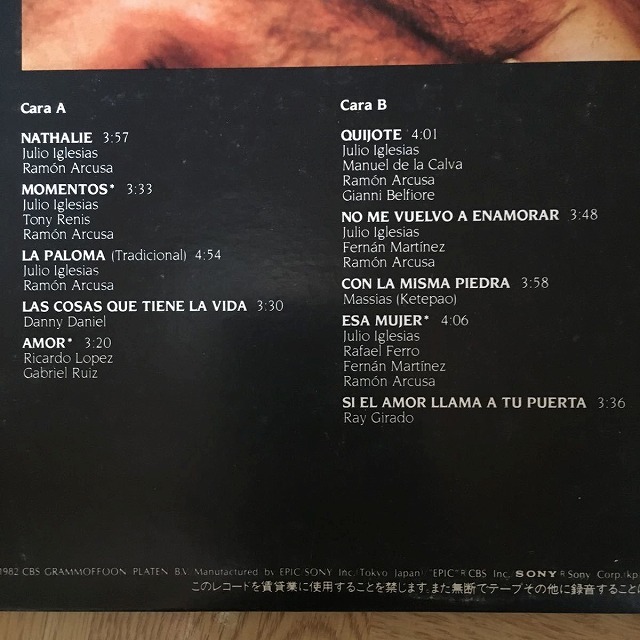 Cara A
NATHALIE 3:57
Julio Iglesias
Ramón Arcusa
MOMENTOS* 3:33
Julio Iglesias
Tony Renis
Ramón Arcusa
LA PALOMA (Tradicional) 4:54
Julio Iglesias
Ramón Arcusa
LAS COSAS QUE TIENE LA VIDA 3:30
Danny Daniel
AMOR* 3:20
Ricardo Lopez
Gabriel Ruiz
Cara B
QUIJOTE 4:01
Julio Iglesias
Manuel de la Calva
Ramón Arcusa
Gianni Belfiore
NO ME VUELVO A ENAMORAR 3:48
Julio Iglesias
Fernán Martínez
Ramón Arcusa
CON LA MISMA PIEDRA 3:58
Massias (Ketepao)
ESA MUJER* 4:06
Julio Iglesias
Rafael Ferro
Fernán Martínez
Ramón Arcusa
SI EL AMOR LLAMA A TU PUERTA 3:36
Ray Girado
1982 CBS GRAMMOFFOON PLATEN B.V. Manufactured by EPIC/SONY Inc.(Tokyo Japan)/"EPIC" R CBS Inc. SONY R Sony Corp./(kp-
このレコードを賃貸業に使用することを禁じます。また無断でテープその他に録音することは